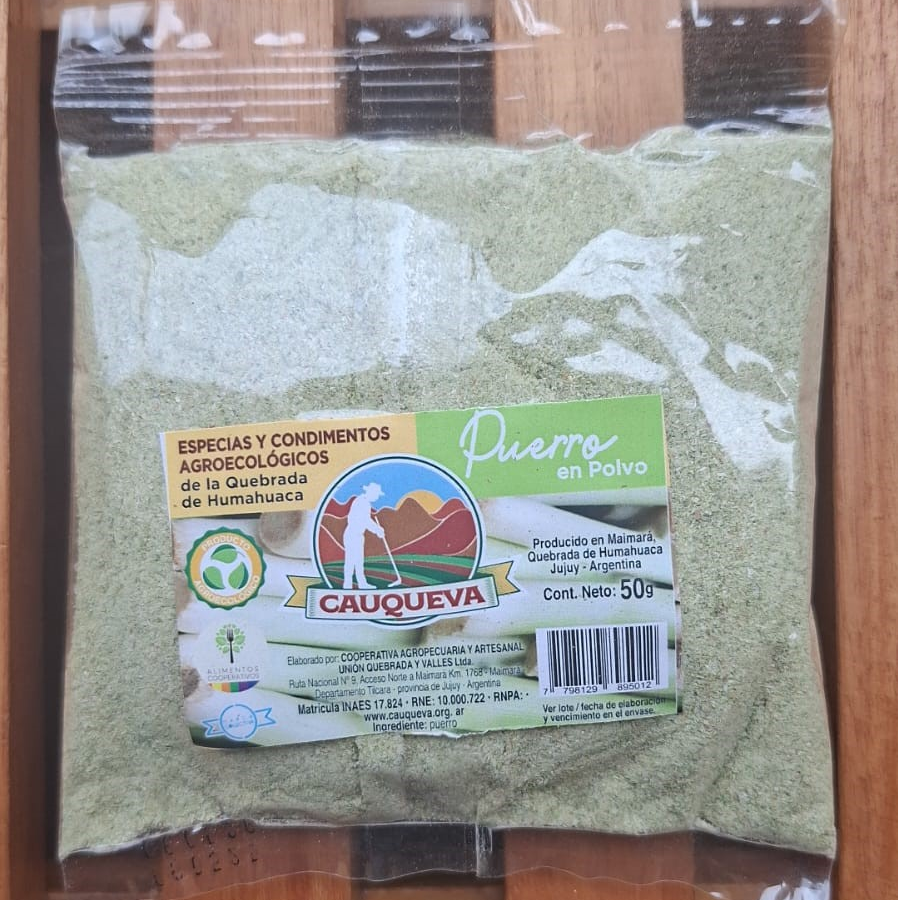 ESPECIAS Y CONDIMENTOS
AGROECOLÓGICOS
de la Quebrada
de Humahuaca
Puerro
en Polvo
PRODUCTO
AGROECOLÓGICO
CAUQUEVA
Producido en Maimará,
Quebrada de Humahuaca
Jujuy - Argentina
Cont. Neto: 50g
ALIMENTOS
COOPERATIVOS
Elaborado por: COOPERATIVA AGROPECUARIA Y ARTESANAL
UNIÓN QUEBRADA Y VALLES Ltda.
Ruta Nacional N° 9, Acceso Norte a Maimará Km. 1768 - Maimará
Departamento Tilcara - provincia de Jujuy - Argentina
Matrícula INAES 17.824 • RNE: 10.000.722 • RNPA: •
www.cauqueva.org.ar
Ingrediente: puerro
7 798129 895012
Ver lote / fecha de elaboración
y vencimiento en el envase.